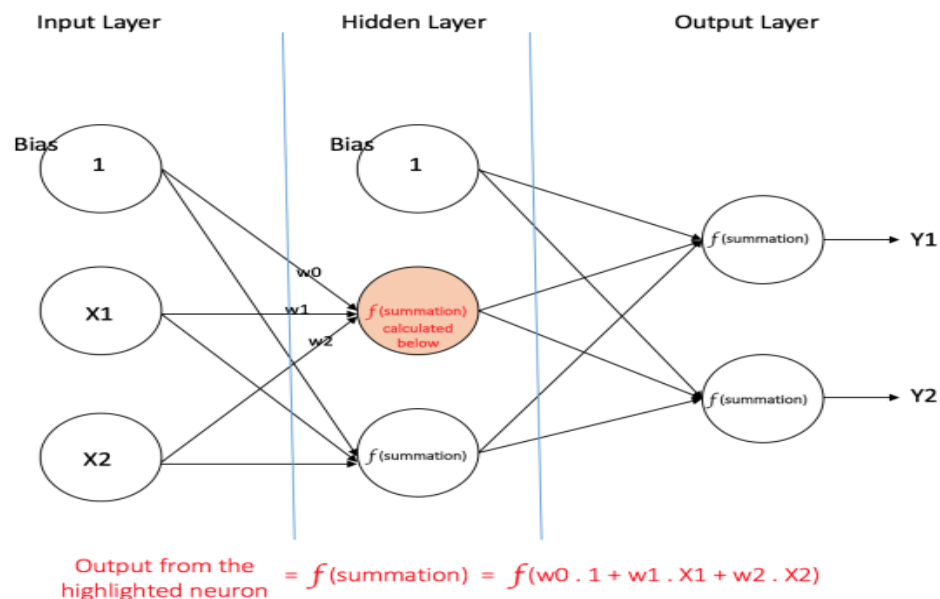 Input Layer
Hidden Layer
Output Layer
Bias
1
Bias
1
f(summation)
Y1
w0
X1
w1
f(summation)
calculated
below
w2
f(summation)
Y2
X2
f(summation)
Output from the
highlighted neuron
= f(summation) = f(w0 . 1 + w1 . X1 + w2 . X2)